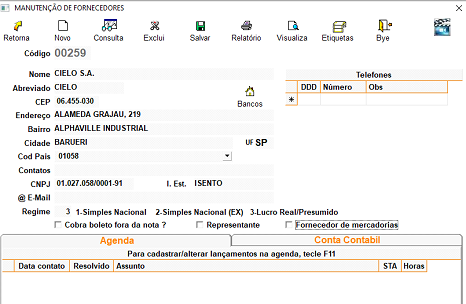 MANUTENÇÃO DE FORNECEDORES
Retorna Novo Consulta Exclui Salvar Relatório Visualiza Etiquetas Bye
Código 00259
Nome CIELO S.A.
Abreviado CIELO
CEP 06.455-030
Endereço ALAMEDA GRAJAU, 219
Bairro ALPHAVILLE INDUSTRIAL
Cidade BARUERI UF SP
Cod País 01058
Contatos
CNPJ 01.027.058/0001-91 I. Est. ISENTO
@ E-Mail
Regime 3 1-Simples Nacional 2-Simples Nacional (EX) 3-Lucro Real/Presumido
Bancos
Telefones
DDD Número Obs
*
Cobra boleto fora da nota ? Representante Fornecedor de mercadorias
Agenda Conta Contabil
Para cadastrar/alterar lançamentos na agenda, tecle F11
Data contato Resolvido Assunto STA Horas